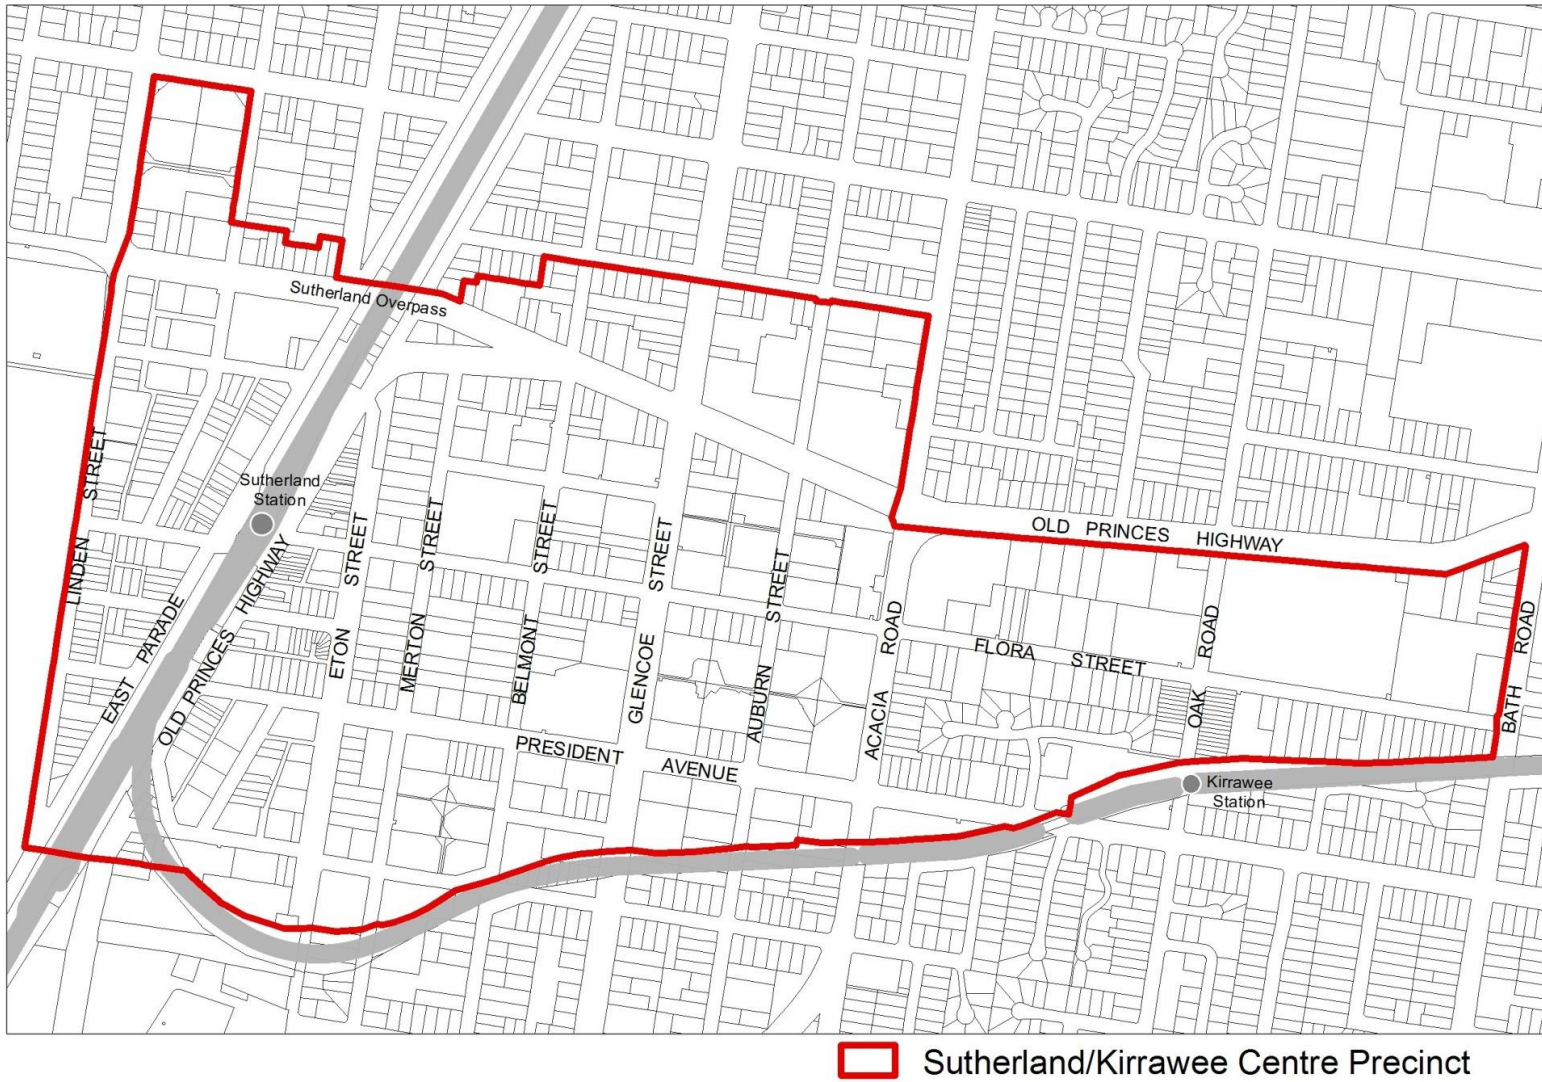 Sutherland Overpass
Sutherland
Station
LINDEN STREET
EAST PARADE
OLD PRINCES HIGHWAY
ETON STREET
MERTON STREET
BELMONT STREET
GLENCOE STREET
AUBURN STREET
ACACIA ROAD
OLD PRINCES HIGHWAY
FLORA STREET
OAK ROAD
BATH ROAD
PRESIDENT AVENUE
Kirrawee
Station
Sutherland/Kirrawee Centre Precinct